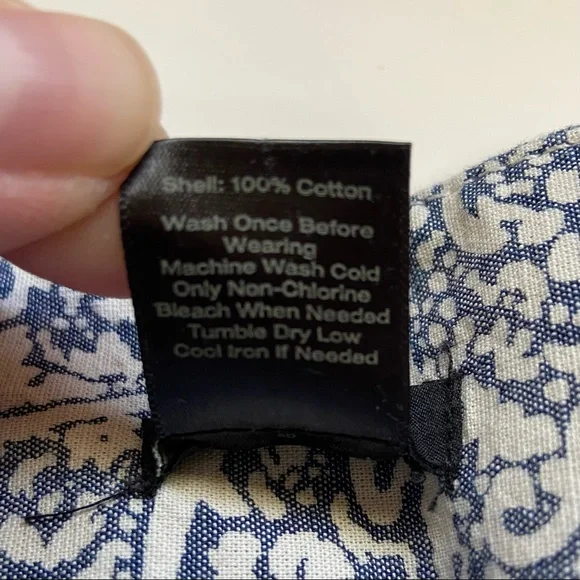 Shell: 100% Cotton
Wash Once Before
Wearing
Machine Wash Cold
Only Non-Chlorine
Bleach When Needed
Tumble Dry Low
Cool Iron If Needed